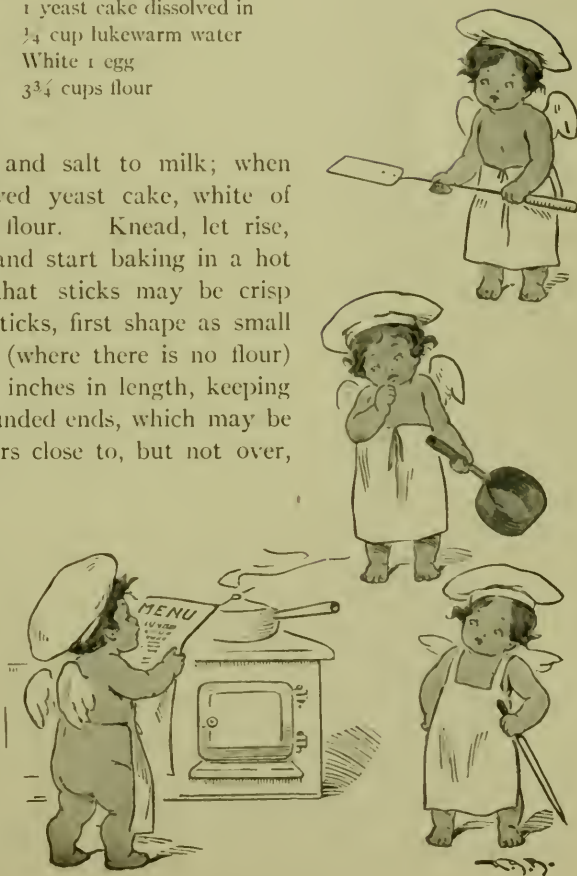 1 yeast cake dissolved in
¼ cup lukewarm water
White 1 egg
3¾ cups flour
and salt to milk; when
ved yeast cake, white of
flour. Knead, let rise,
and start baking in a hot
hat sticks may be crisp
ticks, first shape as small
(where there is no flour)
inches in length, keeping
nded ends, which may be
rs close to, but not over,
MENU